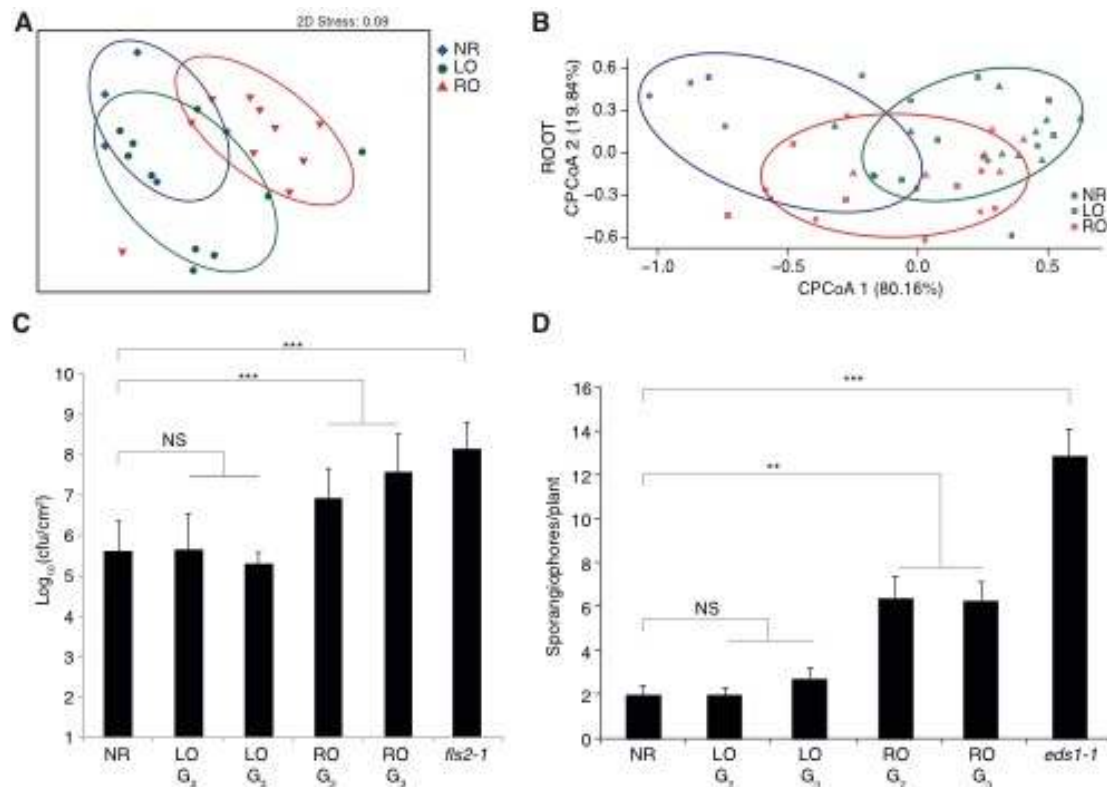 A
2D Stress: 0.09
NR
LO
RO
B
ROOT
CPCoA 2 (19.84%)
0.6
0.3
0.0
−0.3
−0.6
−1.0
−0.5
0.0
0.5
CPCoA 1 (80.16%)
NR
LO
RO
C
***
***
NS
Log10(cfu/cm²)
10
9
8
7
6
5
4
3
2
1
NR
LO
LO
RO
RO
fls2-1
G
G
G
G3
D
***
**
NS
Sporangiophores/plant
16
14
12
10
8
6
4
2
0
NR
LO
LO
RO
RO
eds1-1
G
G
G
G